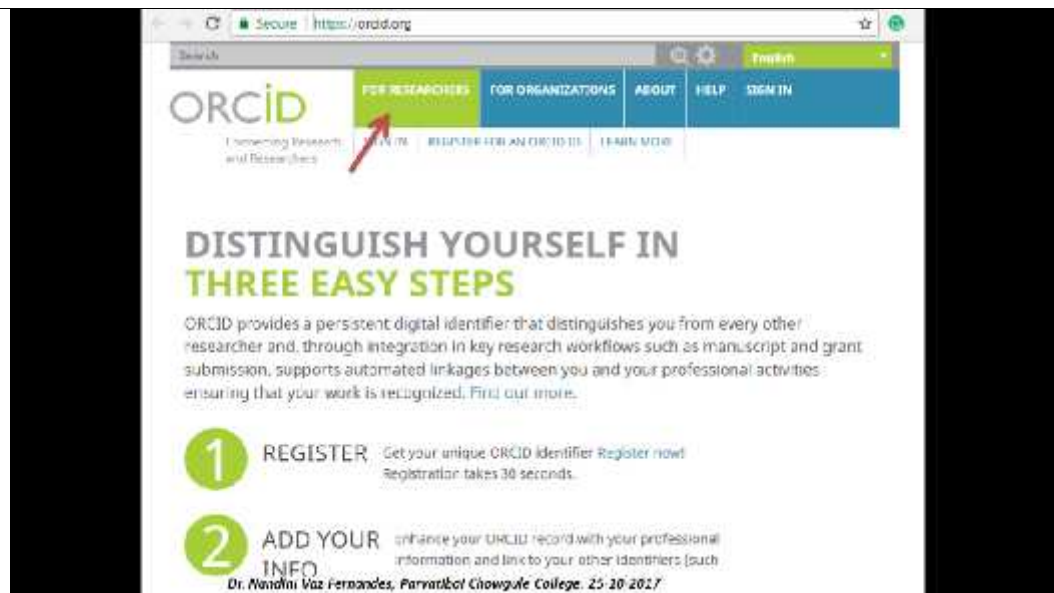 Secure https://orcid.org
Search
English
FOR RESEARCHERS FOR ORGANIZATIONS ABOUT HELP SIGN IN
ORCID
Connecting Research
and Researchers
SIGN IN REGISTER FOR AN ORCID ID LEARN MORE
DISTINGUISH YOURSELF IN
THREE EASY STEPS
ORCID provides a persistent digital identifier that distinguishes you from every other
researcher and, through integration in key research workflows such as manuscript and grant
submission, supports automated linkages between you and your professional activities
ensuring that your work is recognized. Find out more.
1 REGISTER Get your unique ORCID identifier Register now!
Registration takes 30 seconds.
2 ADD YOUR INFO Enhance your ORCID record with your professional
information and link to your other identifiers (such
Dr. Nandini Vaz Fernandes, Parvatibai Chowgule College. 25-10-2017